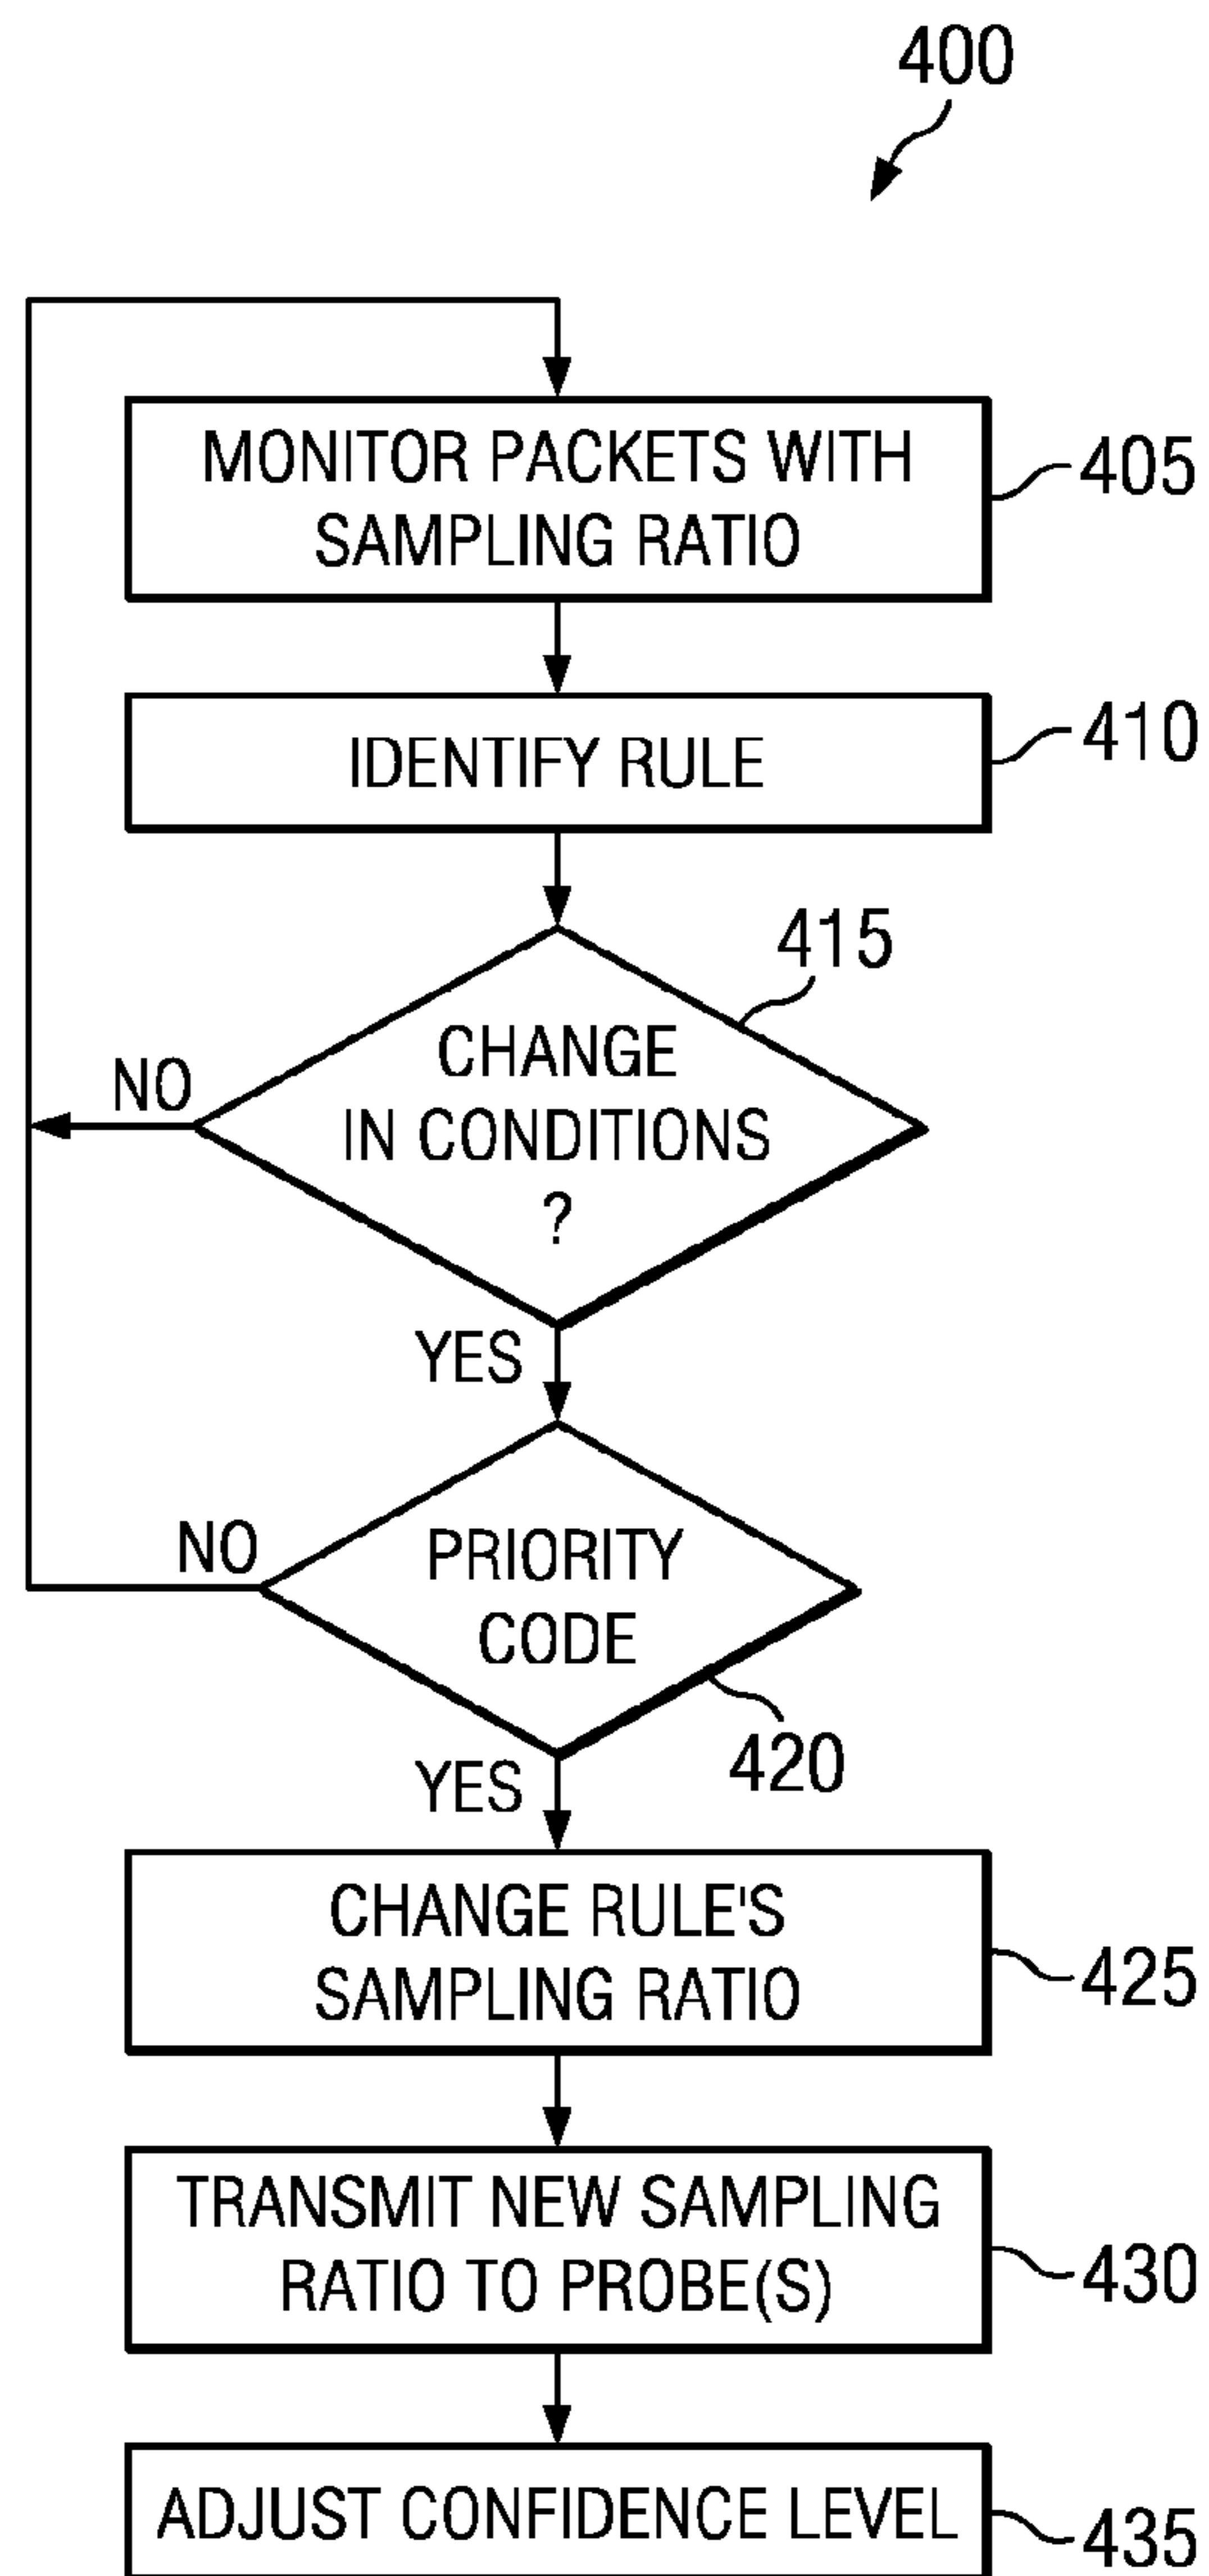 400
MONITOR PACKETS WITH
SAMPLING RATIO
405
IDENTIFY RULE
410
415
CHANGE
IN CONDITIONS
?
NO
YES
PRIORITY
CODE
NO
420
YES
CHANGE RULE'S
SAMPLING RATIO
425
TRANSMIT NEW SAMPLING
RATIO TO PROBE(S)
430
ADJUST CONFIDENCE LEVEL
435